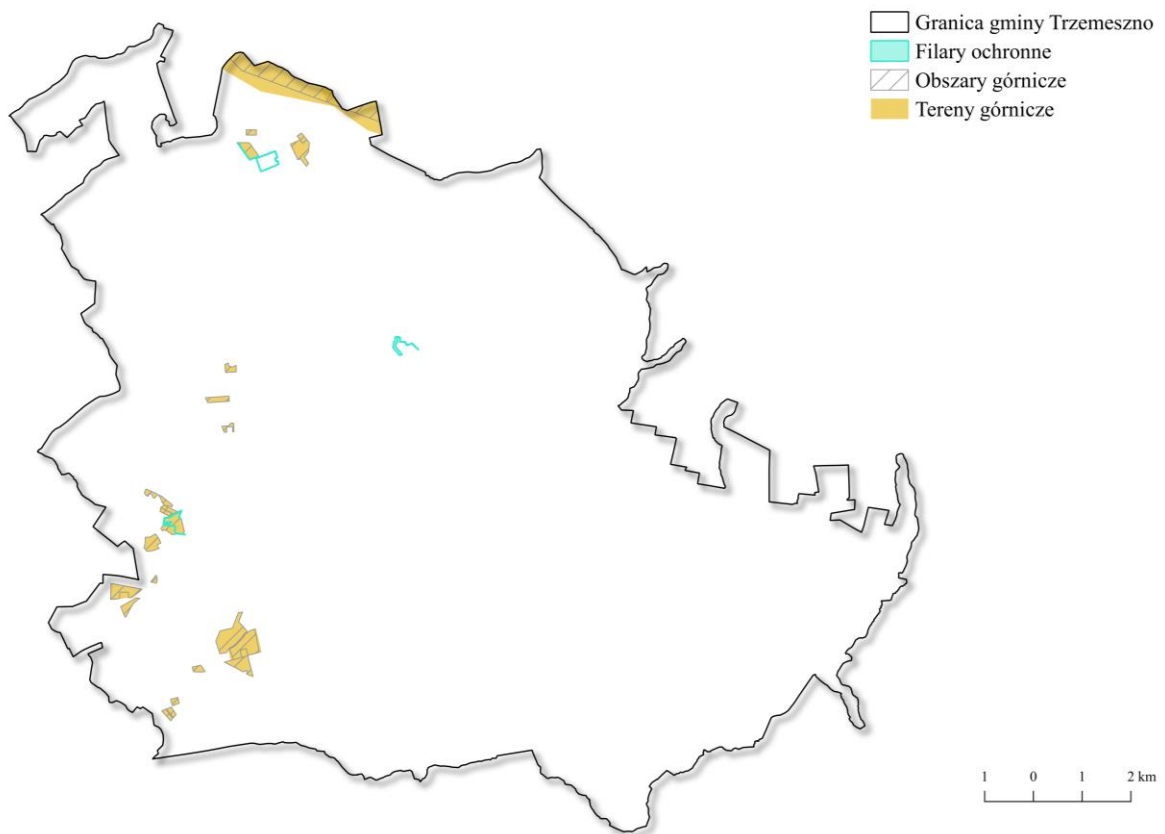 Granica gminy Trzemeszno
Filary ochronne
Obszary górnicze
Tereny górnicze
1 0 1 2 km